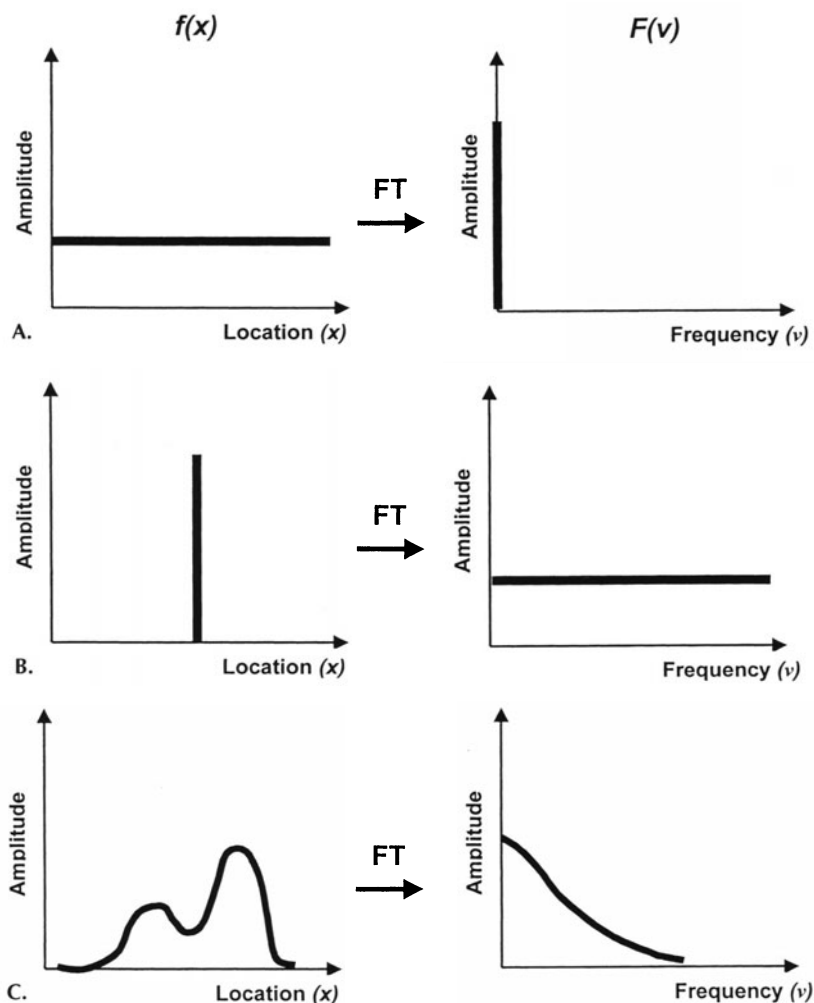 f(x)
F(v)
Amplitude
FT
Amplitude
A.
Location (x)
Frequency (v)
Amplitude
FT
Amplitude
B.
Location (x)
Frequency (v)
Amplitude
FT
Amplitude
C.
Location (x)
Frequency (v)